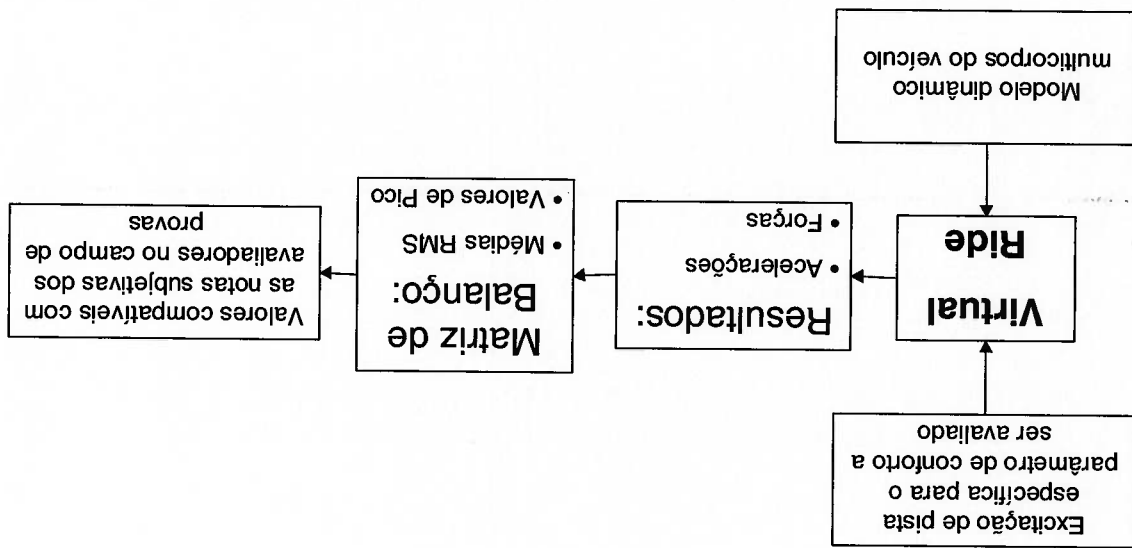 Excitação de pista
específica para o
parâmetro de conforto a
ser avaliado
Virtual
Ride
Modelo dinâmico
multicorpos do veículo
Resultados:
• Acelerações
• Forças
Matriz de
Balanço:
• Médias RMS
• Valores de Pico
Valores compatíveis com
as notas subjetivas dos
avaliadores no campo de
provas